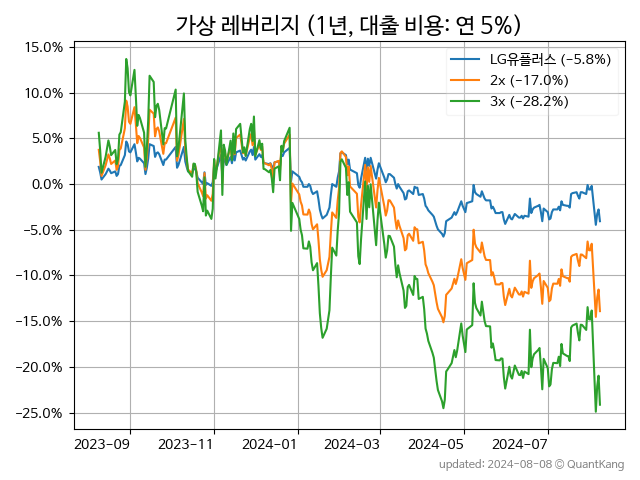 가상 레버리지 (1년, 대출 비용: 연 5%)
15.0%
10.0%
5.0%
0.0%
−5.0%
−10.0%
−15.0%
−20.0%
−25.0%
LG유플러스 (−5.8%)
2x (−17.0%)
3x (−28.2%)
2023-09 2023-11 2024-01 2024-03 2024-05 2024-07
updated: 2024-08-08 © QuantKang